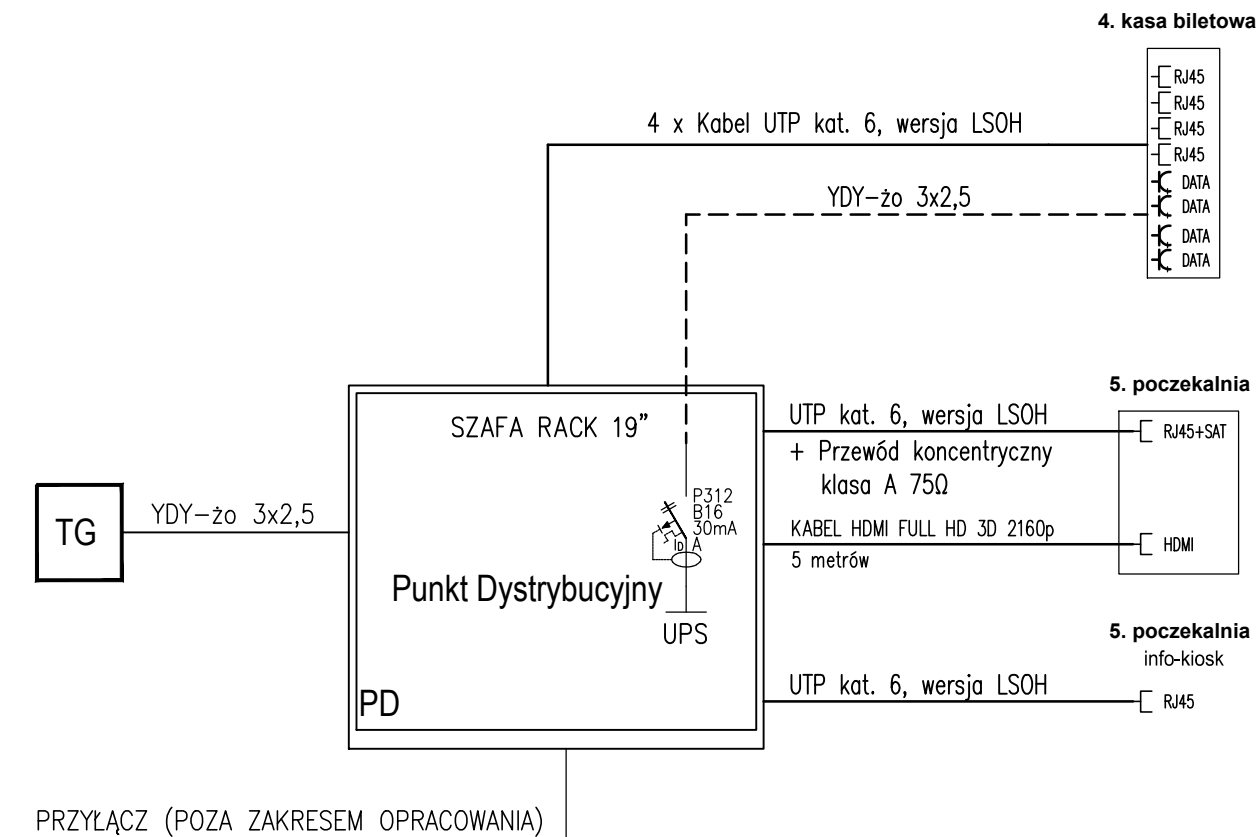 4. kasa biletowa
RJ45
RJ45
RJ45
RJ45
DATA
DATA
DATA
DATA
4 x Kabel UTP kat. 6, wersja LSOH
YDY-żo 3x2,5
5. poczekalnia
UTP kat. 6, wersja LSOH
+ Przewód koncentryczny
klasa A 75Ω
RJ45+SAT
SZAFA RACK 19"
P312
B16
30mA
ID A
KABEL HDMI FULL HD 3D 2160p
5 metrów
HDMI
TG
YDY-żo 3x2,5
Punkt Dystrybucyjny
UPS
5. poczekalnia
info-kiosk
UTP kat. 6, wersja LSOH
RJ45
PD
PRZYŁĄCZ (POZA ZAKRESEM OPRACOWANIA)